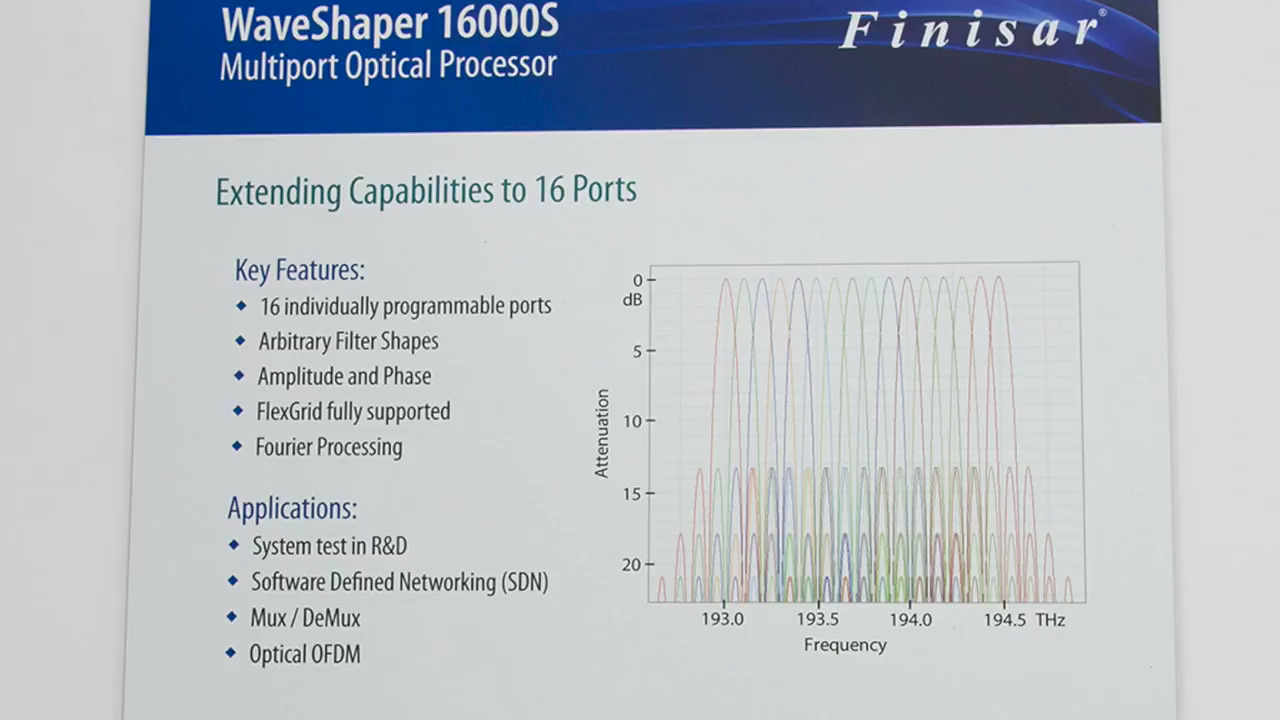 WaveShaper 16000S
Multiport Optical Processor
Finisar®
Extending Capabilities to 16 Ports
Key Features:
16 individually programmable ports
Arbitrary Filter Shapes
Amplitude and Phase
FlexGrid fully supported
Fourier Processing
Applications:
System test in R&D
Software Defined Networking (SDN)
Mux / DeMux
Optical OFDM
0
dB
5
10
15
20
Attenuation
193.0 193.5 194.0 194.5 THz
Frequency